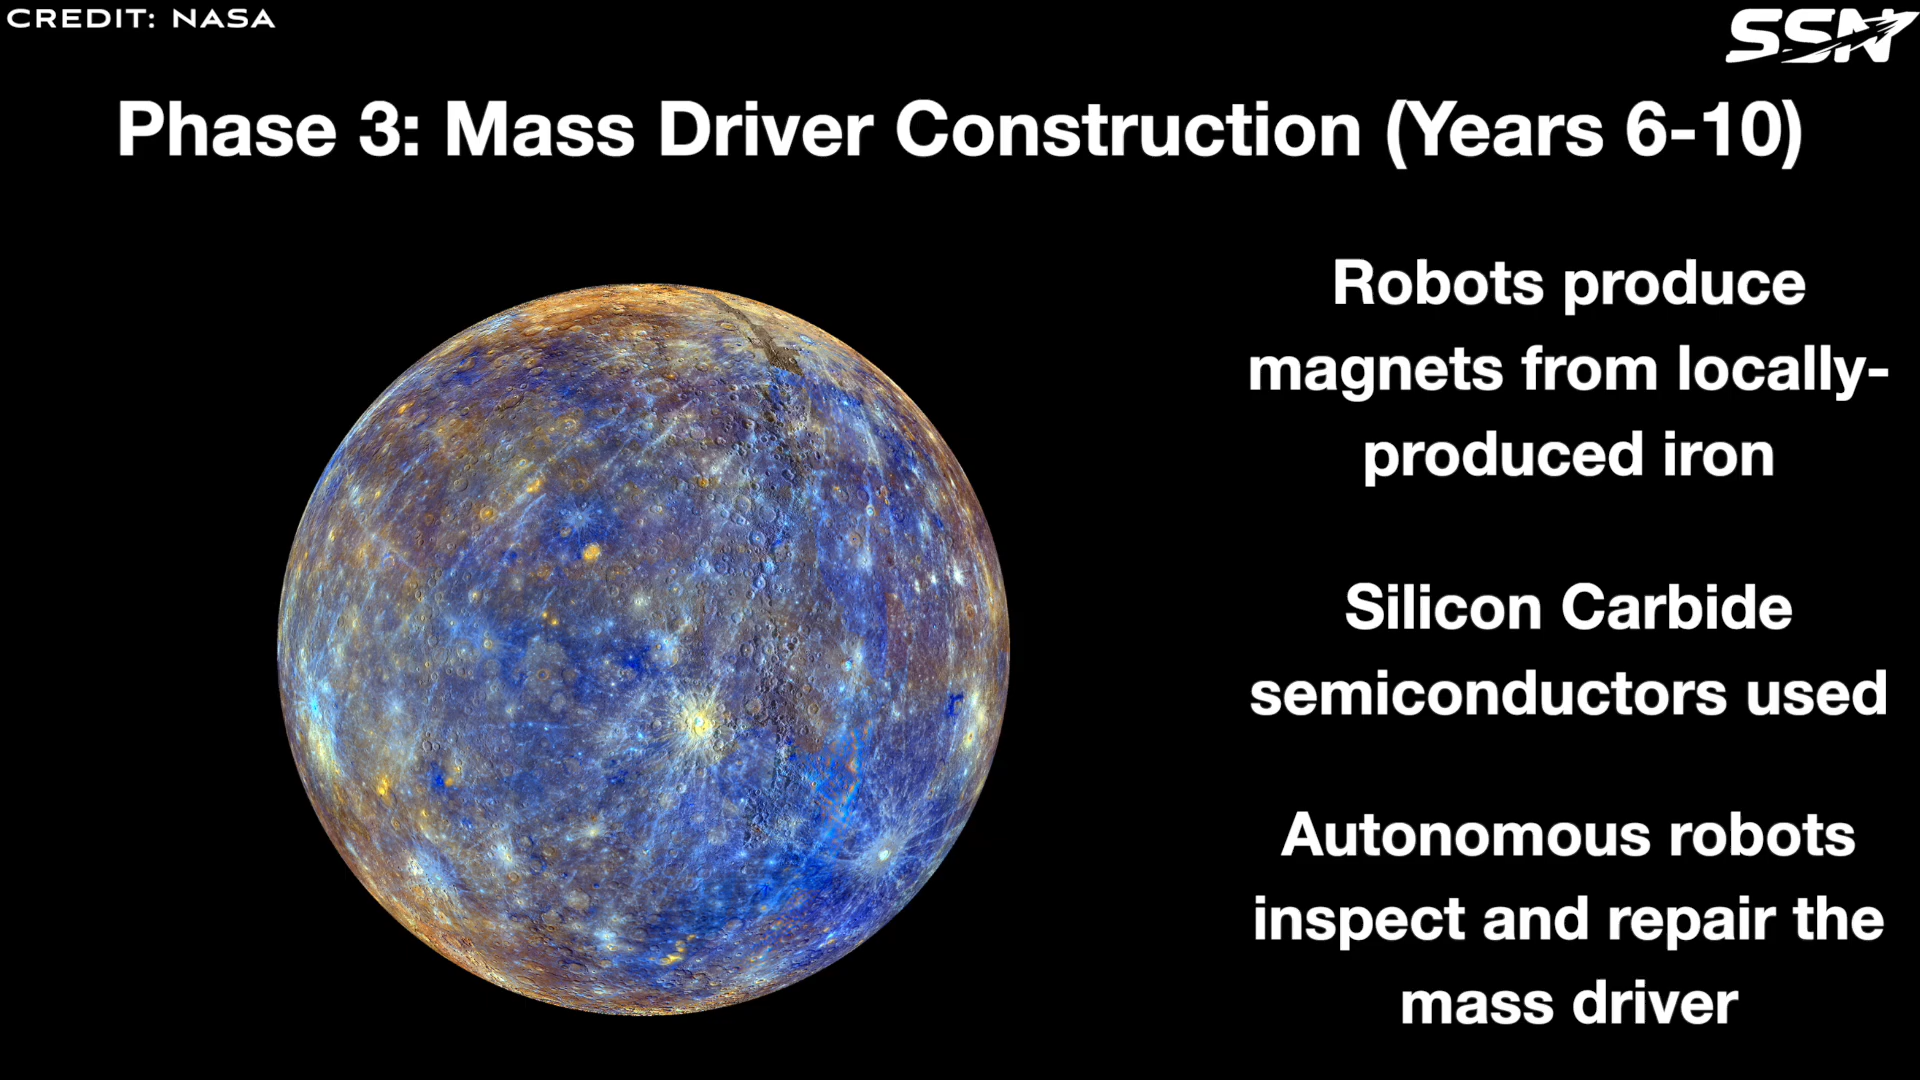 CREDIT: NASA
SSN
Phase 3: Mass Driver Construction (Years 6-10)
Robots produce
magnets from locally-
produced iron
Silicon Carbide
semiconductors used
Autonomous robots
inspect and repair the
mass driver